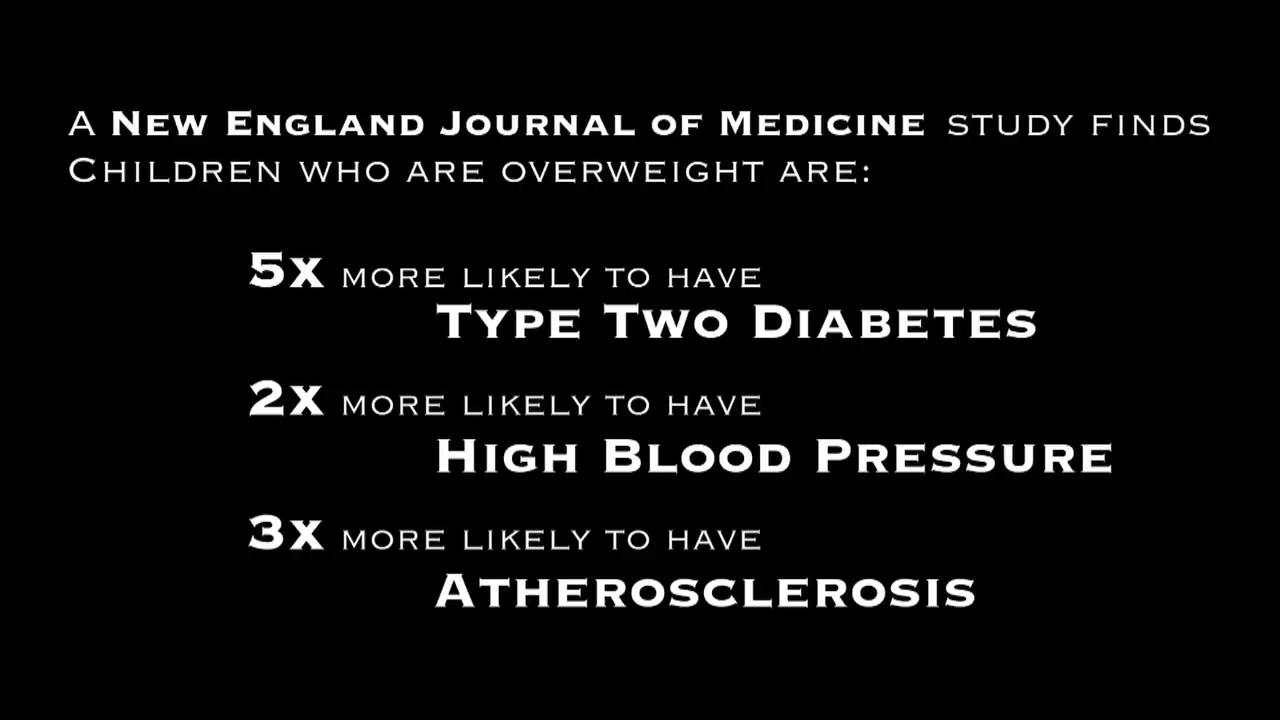 A New England Journal of Medicine study finds
Children who are overweight are:
5x more likely to have
Type Two Diabetes
2x more likely to have
High Blood Pressure
3x more likely to have
Atherosclerosis